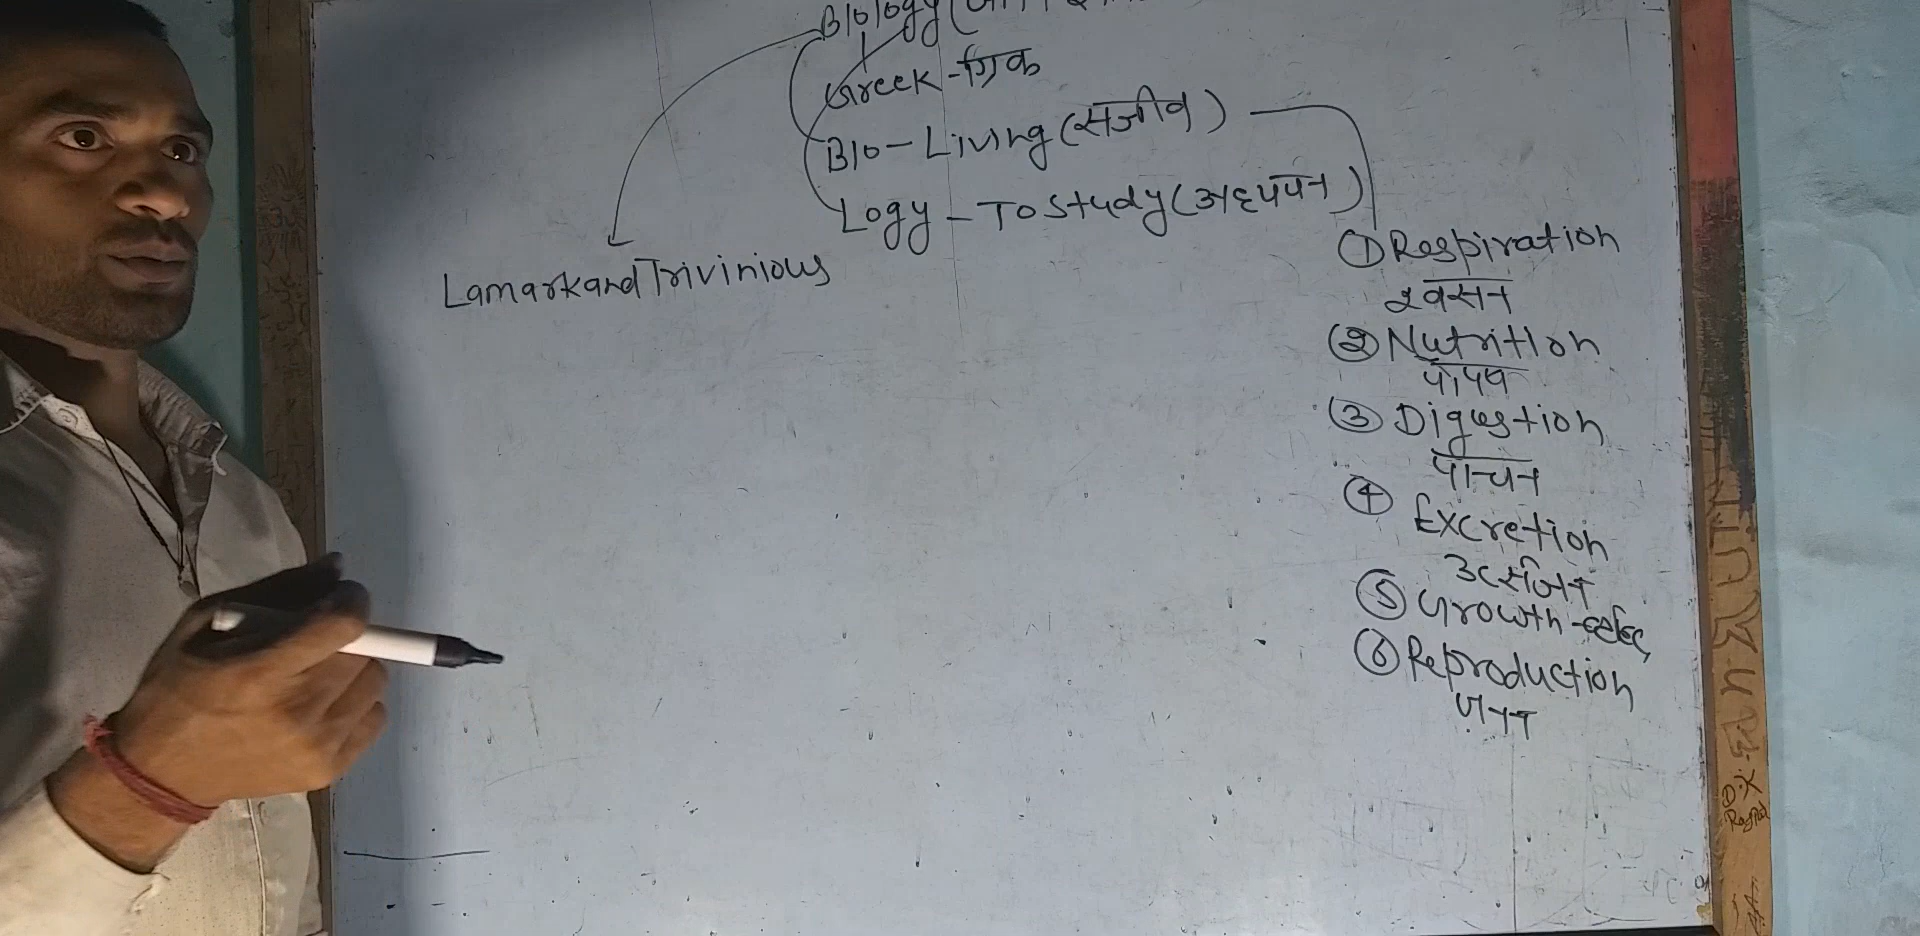 Biology
Greek - ग्रिक
Bio - Living (सजीव)
Logy - To study (अध्ययन)
Lamark and Trivinious
① Respiration
श्वसन
② Nutrition
पोषण
③ Digestion
पाचन
④ Excretion
उत्सर्जन
⑤ Growth - वृद्धि
⑥ Reproduction
जनन